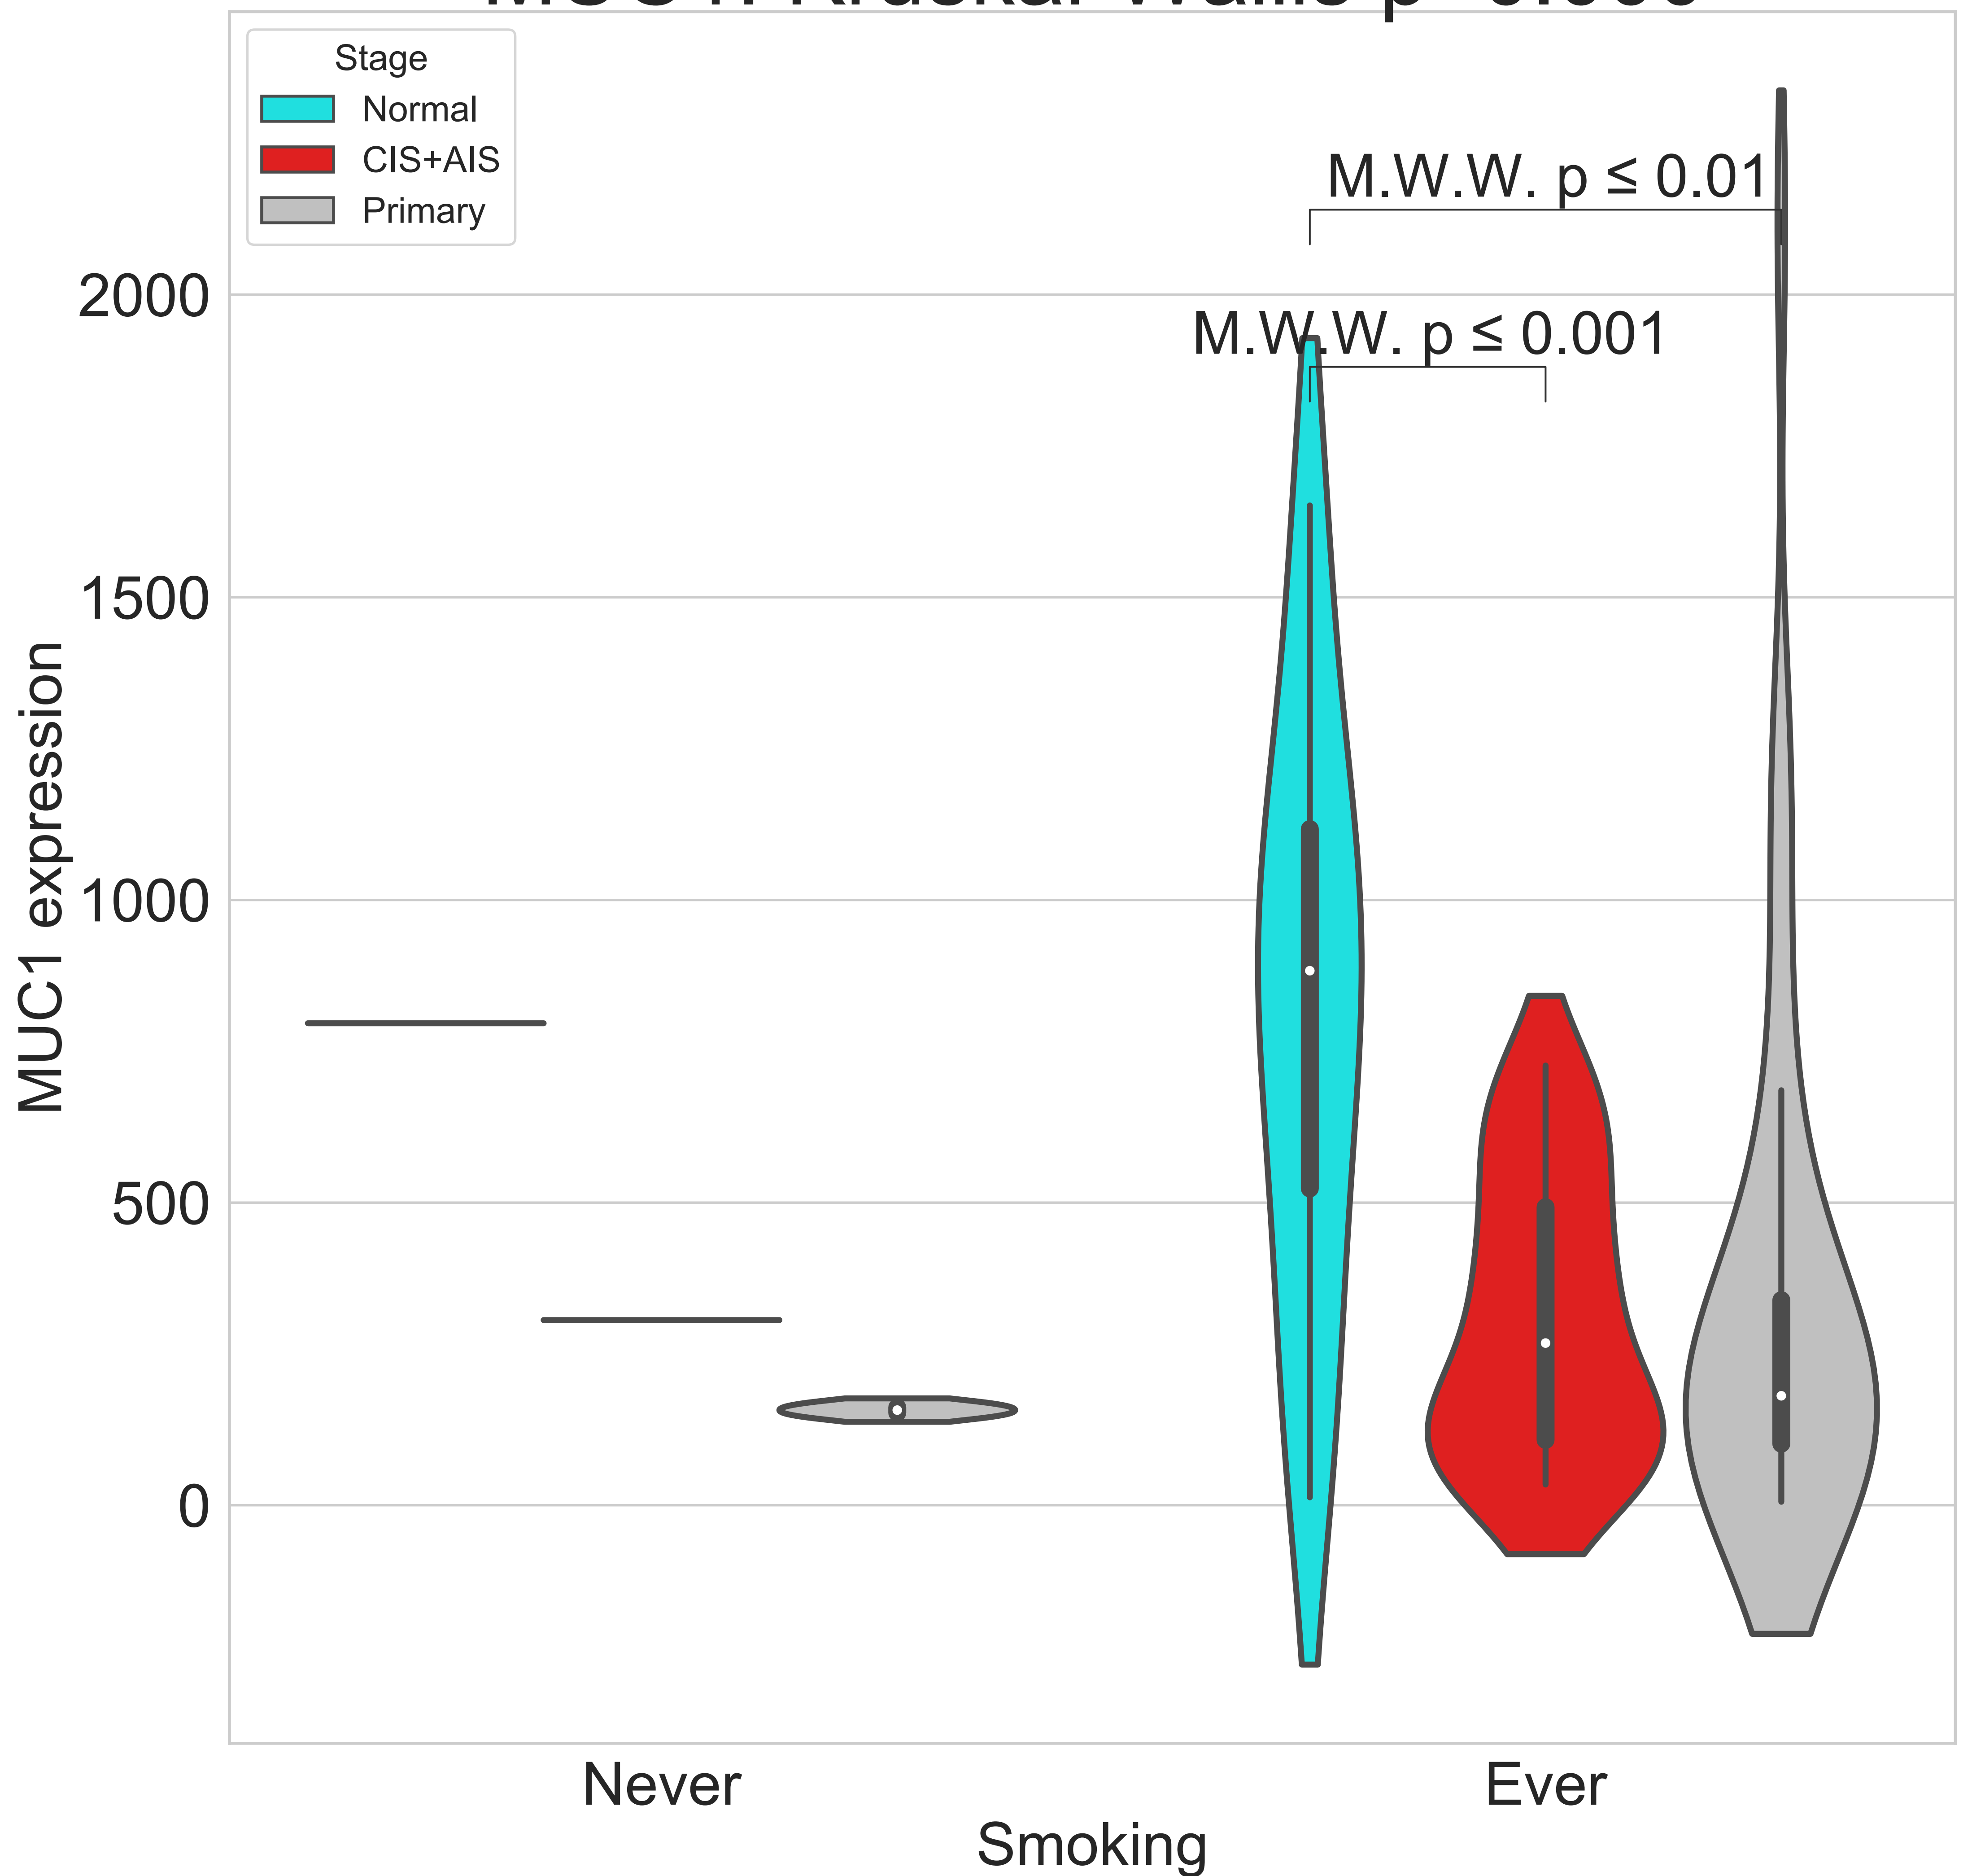 Stage
Normal
CIS+AIS
Primary
M.W.W. p ≤ 0.01
M.W.W. p ≤ 0.001
2000
1500
1000
500
0
MUC1 expression
Never
Ever
Smoking